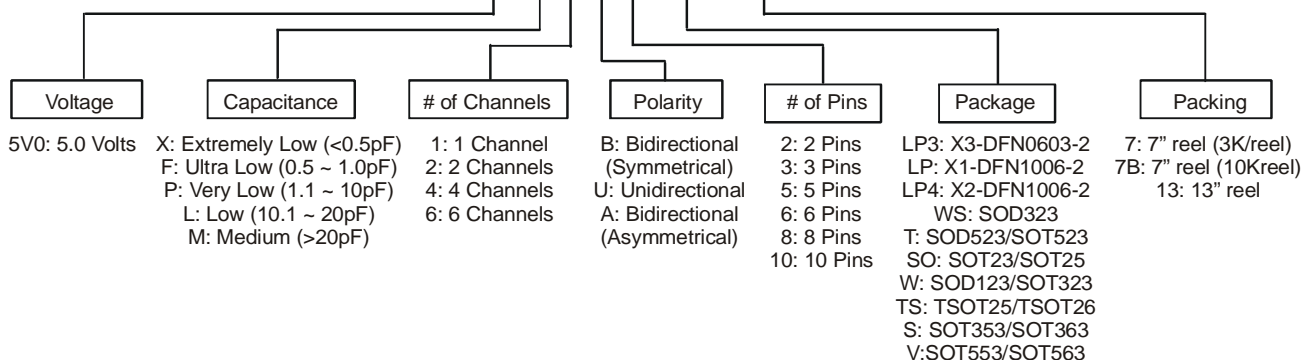 Voltage
5V0: 5.0 Volts
Capacitance
X: Extremely Low (<0.5pF)
F: Ultra Low (0.5 ~ 1.0pF)
P: Very Low (1.1 ~ 10pF)
L: Low (10.1 ~ 20pF)
M: Medium (>20pF)
# of Channels
1: 1 Channel
2: 2 Channels
4: 4 Channels
6: 6 Channels
Polarity
B: Bidirectional
(Symmetrical)
U: Unidirectional
A: Bidirectional
(Asymmetrical)
# of Pins
2: 2 Pins
3: 3 Pins
5: 5 Pins
6: 6 Pins
8: 8 Pins
10: 10 Pins
Package
LP3: X3-DFN0603-2
LP: X1-DFN1006-2
LP4: X2-DFN1006-2
WS: SOD323
T: SOD523/SOT523
SO: SOT23/SOT25
W: SOD123/SOT323
TS: TSOT25/TSOT26
S: SOT353/SOT363
V:SOT553/SOT563
Packing
7: 7” reel (3K/reel)
7B: 7” reel (10Kreel)
13: 13” reel